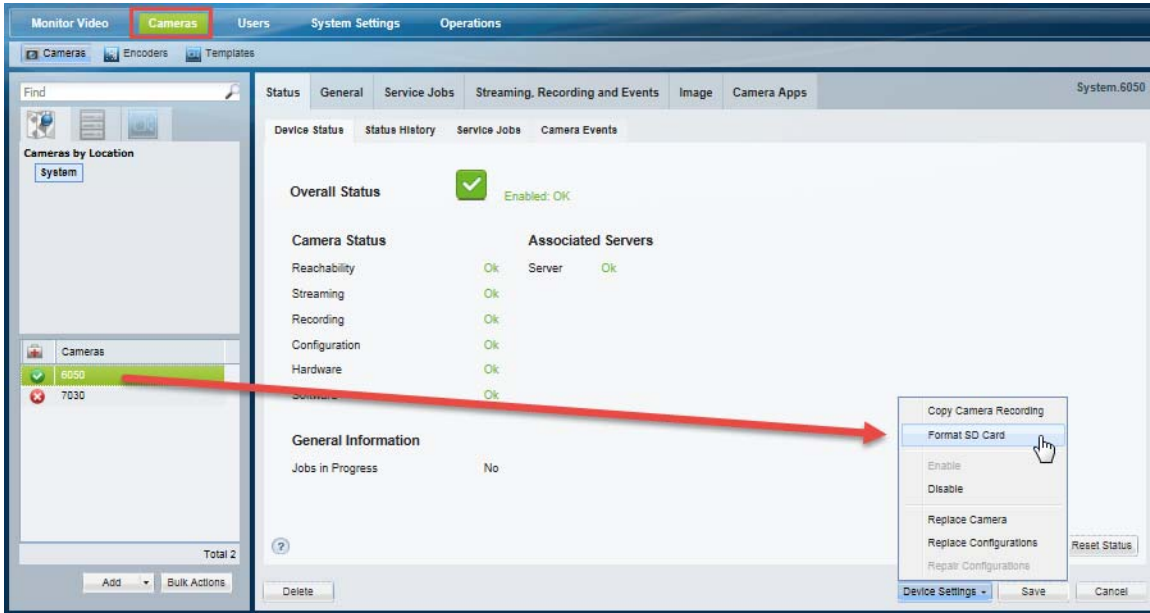 Monitor Video Cameras Users System Settings Operations
Cameras Encoders Templates
Find
Cameras by Location
System
Cameras
6050
7030
Total 2
Add Bulk Actions
Status General Service Jobs Streaming, Recording and Events Image Camera Apps System.6050
Device Status Status History Service Jobs Camera Events
Overall Status Enabled: OK
Camera Status Associated Servers
Reachability Ok Server Ok
Streaming Ok
Recording Ok
Configuration Ok
Hardware Ok
Software Ok
General Information
Jobs in Progress No
Copy Camera Recording
Format SD Card
Enable
Disable
Replace Camera
Replace Configurations
Repair Configurations
? Reset Status
Delete Device Settings Save Cancel